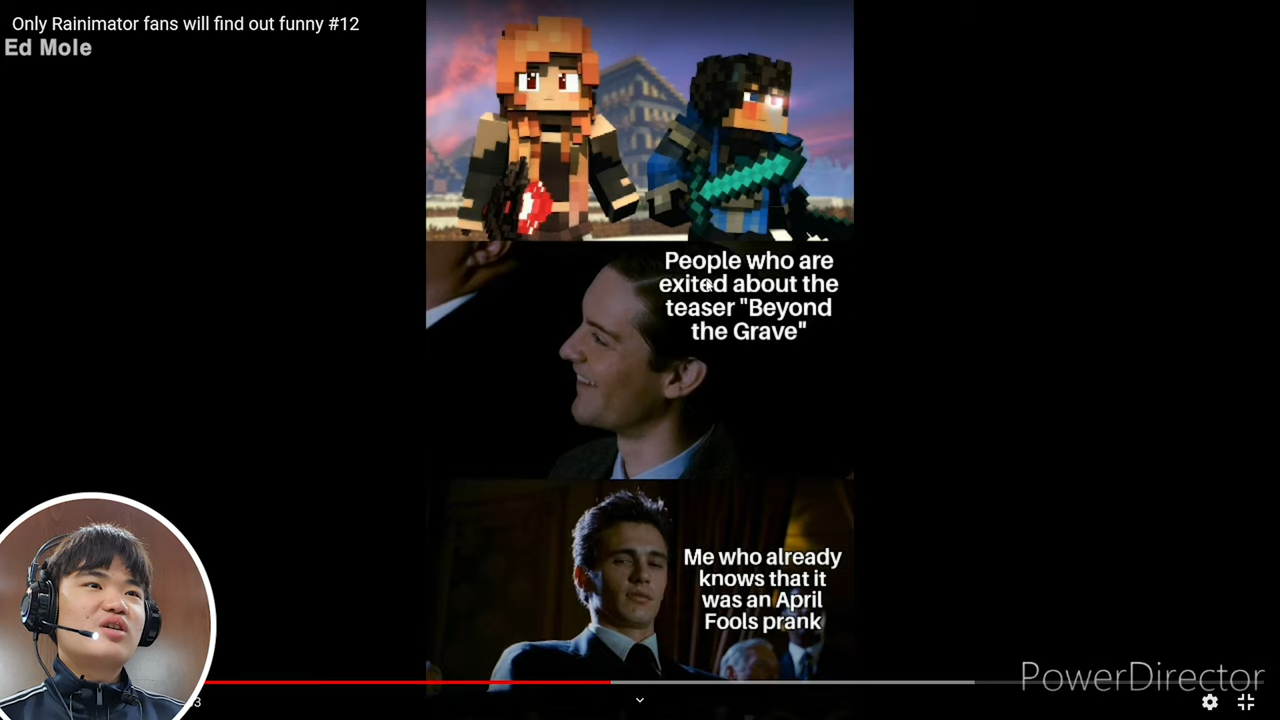 Only Rainimator fans will find out funny #12
Ed Mole
People who are
exited about the
teaser "Beyond
the Grave"
Me who already
knows that it
was an April
Fools prank
PowerDirector
3